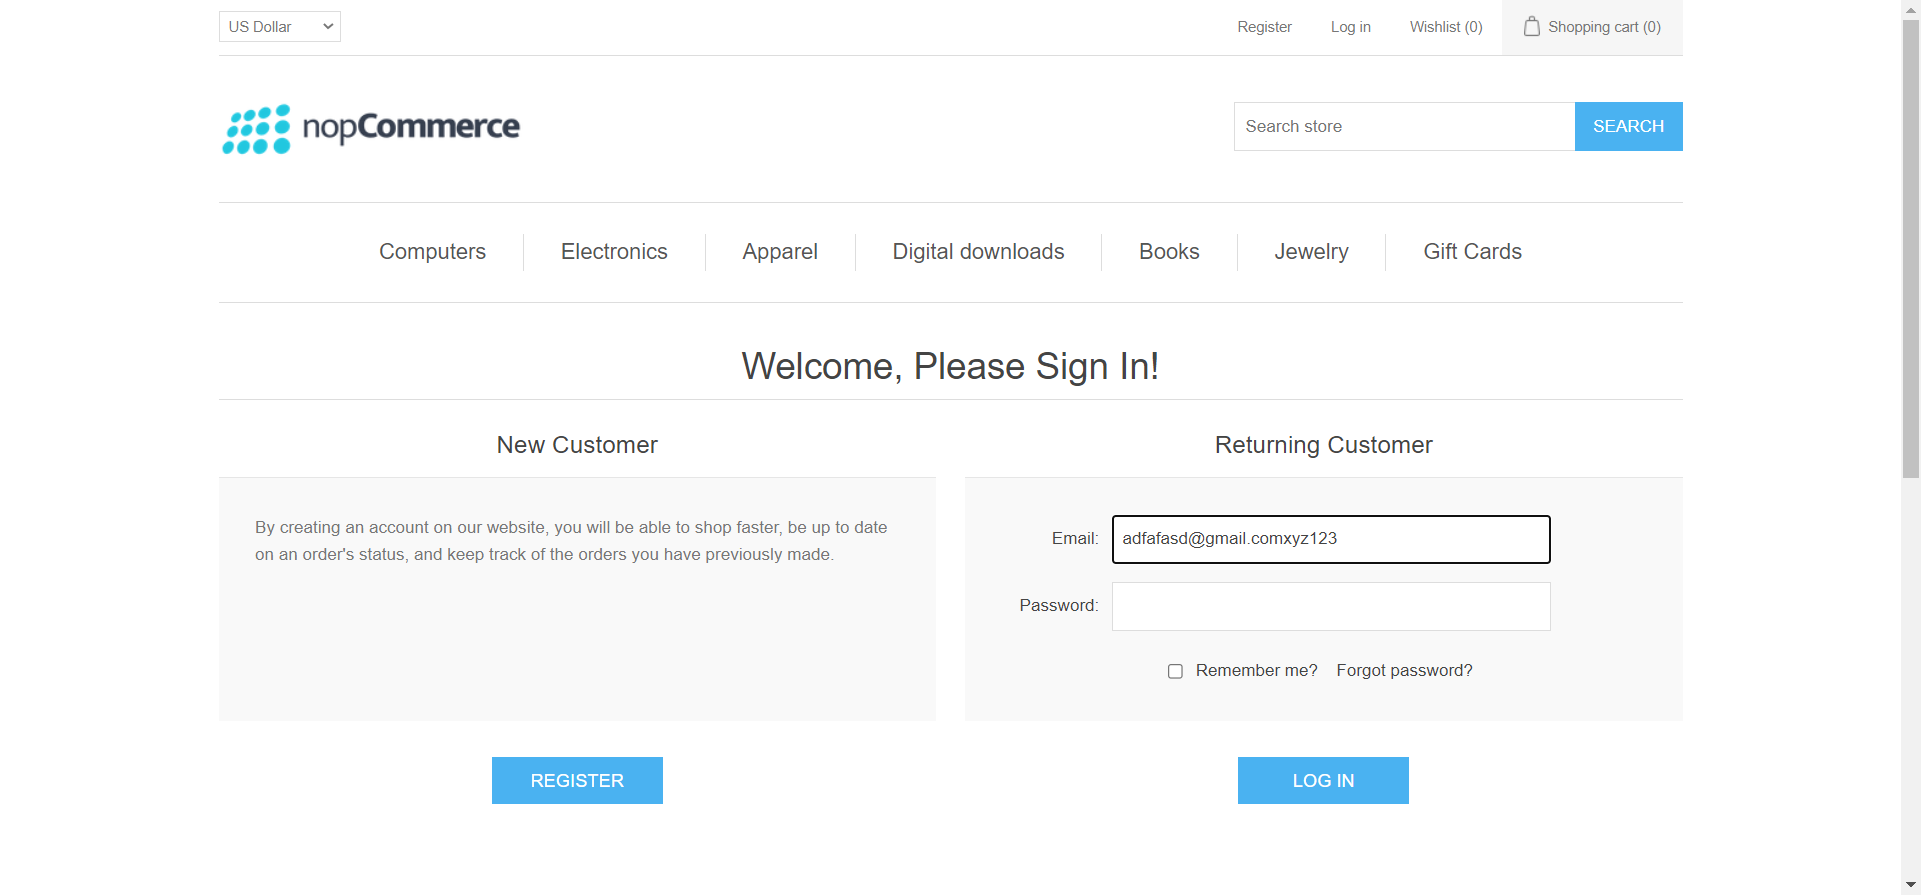 US Dollar
Register
Log in
Wishlist (0)
Shopping cart (0)
nopCommerce
Search store
SEARCH
Computers
Electronics
Apparel
Digital downloads
Books
Jewelry
Gift Cards
Welcome, Please Sign In!
New Customer
By creating an account on our website, you will be able to shop faster, be up to date
on an order's status, and keep track of the orders you have previously made.
REGISTER
Returning Customer
Email:
adfafasd@gmail.comxyz123
Password:
Remember me?
Forgot password?
LOG IN